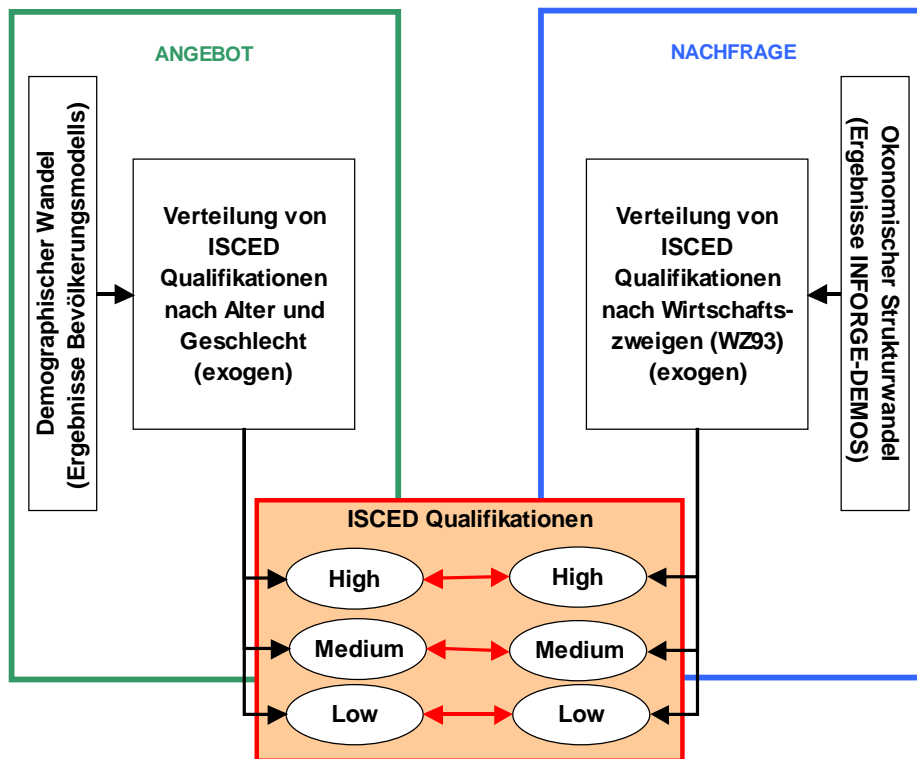 ANGEBOT
Demographischer Wandel
(Ergebnisse Bevölkerungsmodells)
Verteilung von
ISCED
Qualifikationen
nach Alter und
Geschlecht
(exogen)
NACHFRAGE
Verteilung von
ISCED
Qualifikationen
nach Wirtschafts-
zweigen (WZ93)
(exogen)
Okonomischer Strukturwandel
(Ergebnisse INFORGE-DEMOS)
ISCED Qualifikationen
High
High
Medium
Medium
Low
Low